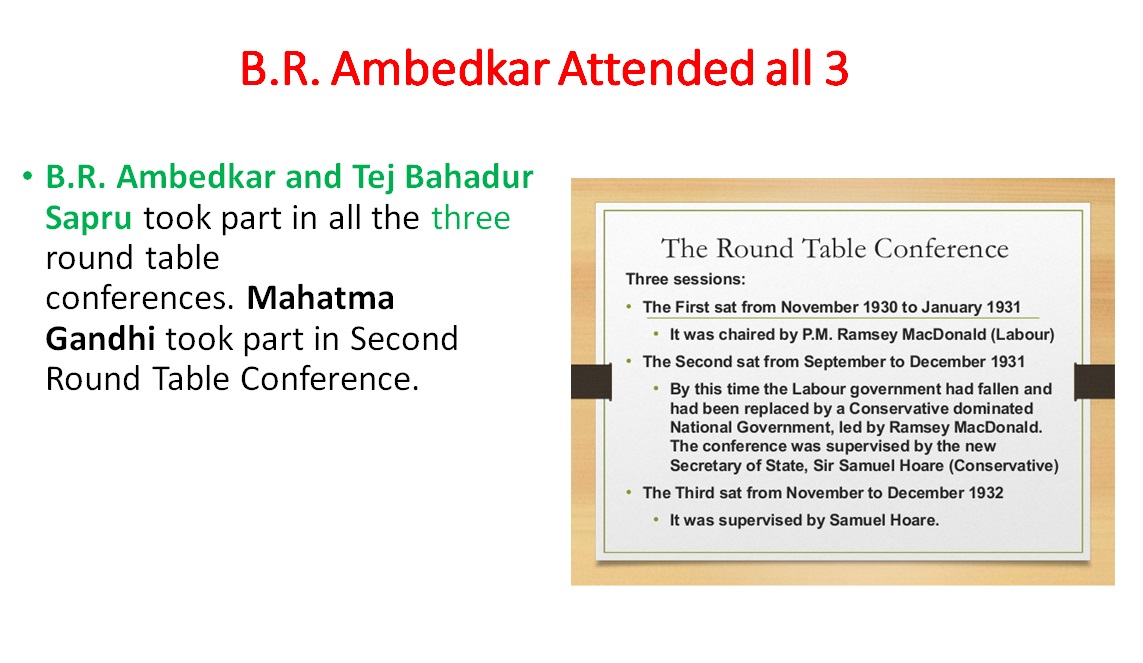 B.R. Ambedkar Attended all 3
• B.R. Ambedkar and Tej Bahadur
Sapru took part in all the three
round table
conferences. Mahatma
Gandhi took part in Second
Round Table Conference.
The Round Table Conference
Three sessions:
• The First sat from November 1930 to January 1931
• It was chaired by P.M. Ramsey MacDonald (Labour)
• The Second sat from September to December 1931
• By this time the Labour government had fallen and
had been replaced by a Conservative dominated
National Government, led by Ramsey MacDonald.
The conference was supervised by the new
Secretary of State, Sir Samuel Hoare (Conservative)
• The Third sat from November to December 1932
• It was supervised by Samuel Hoare.